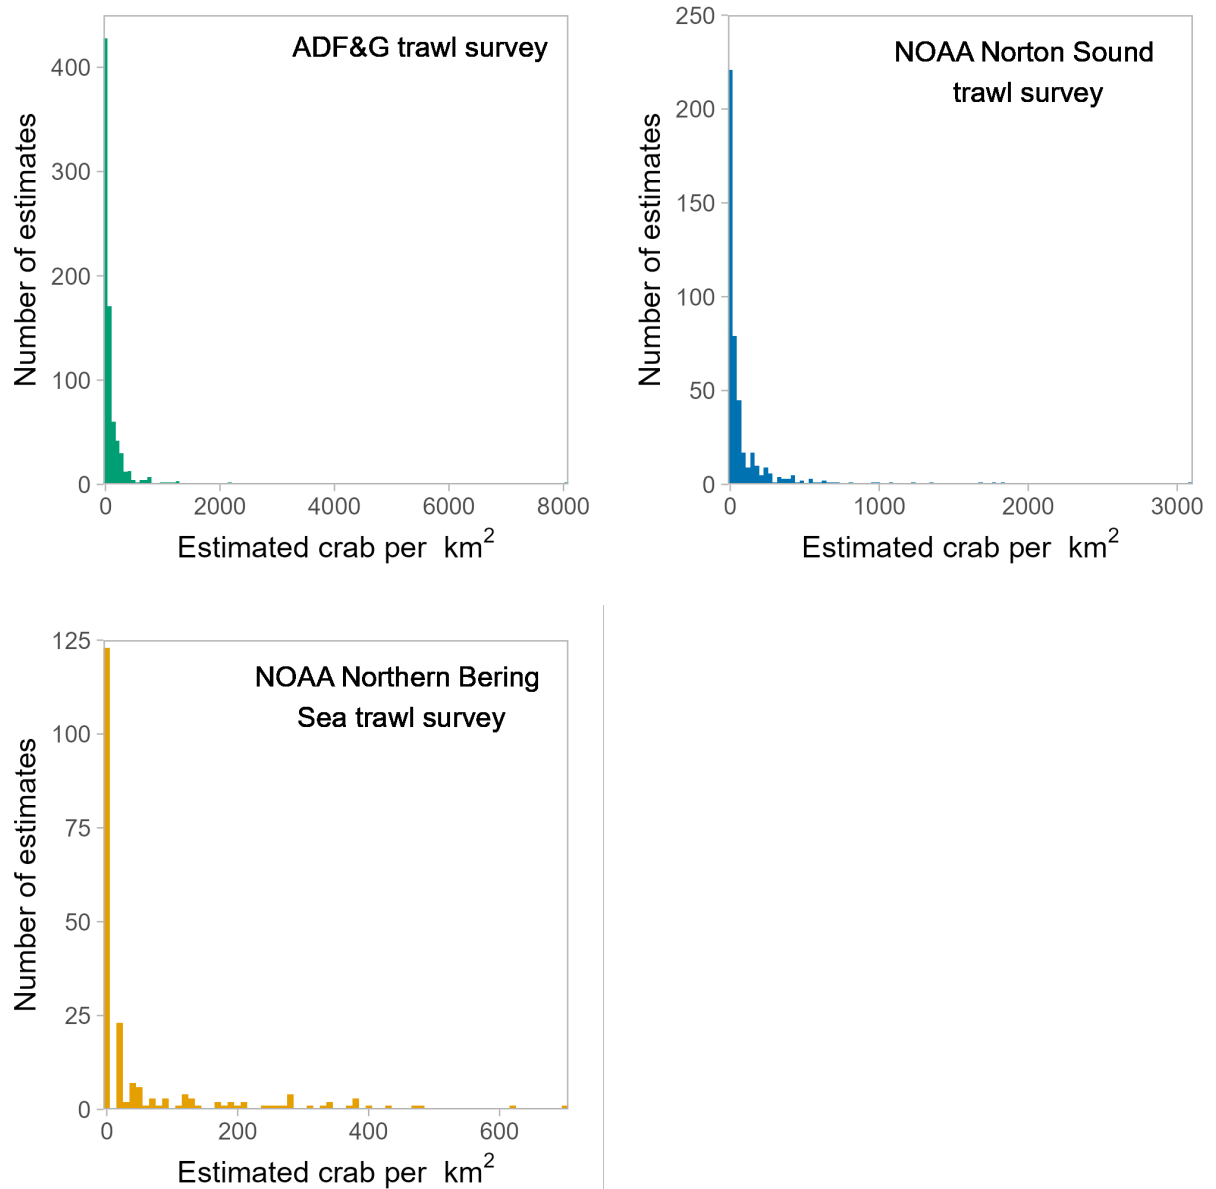 ADF&G trawl survey
Number of estimates
400
300
200
100
0
0 2000 4000 6000 8000
Estimated crab per km²
NOAA Norton Sound
trawl survey
Number of estimates
250
200
150
100
50
0
0 1000 2000 3000
Estimated crab per km²
NOAA Northern Bering
Sea trawl survey
Number of estimates
125
100
75
50
25
0
0 200 400 600
Estimated crab per km²